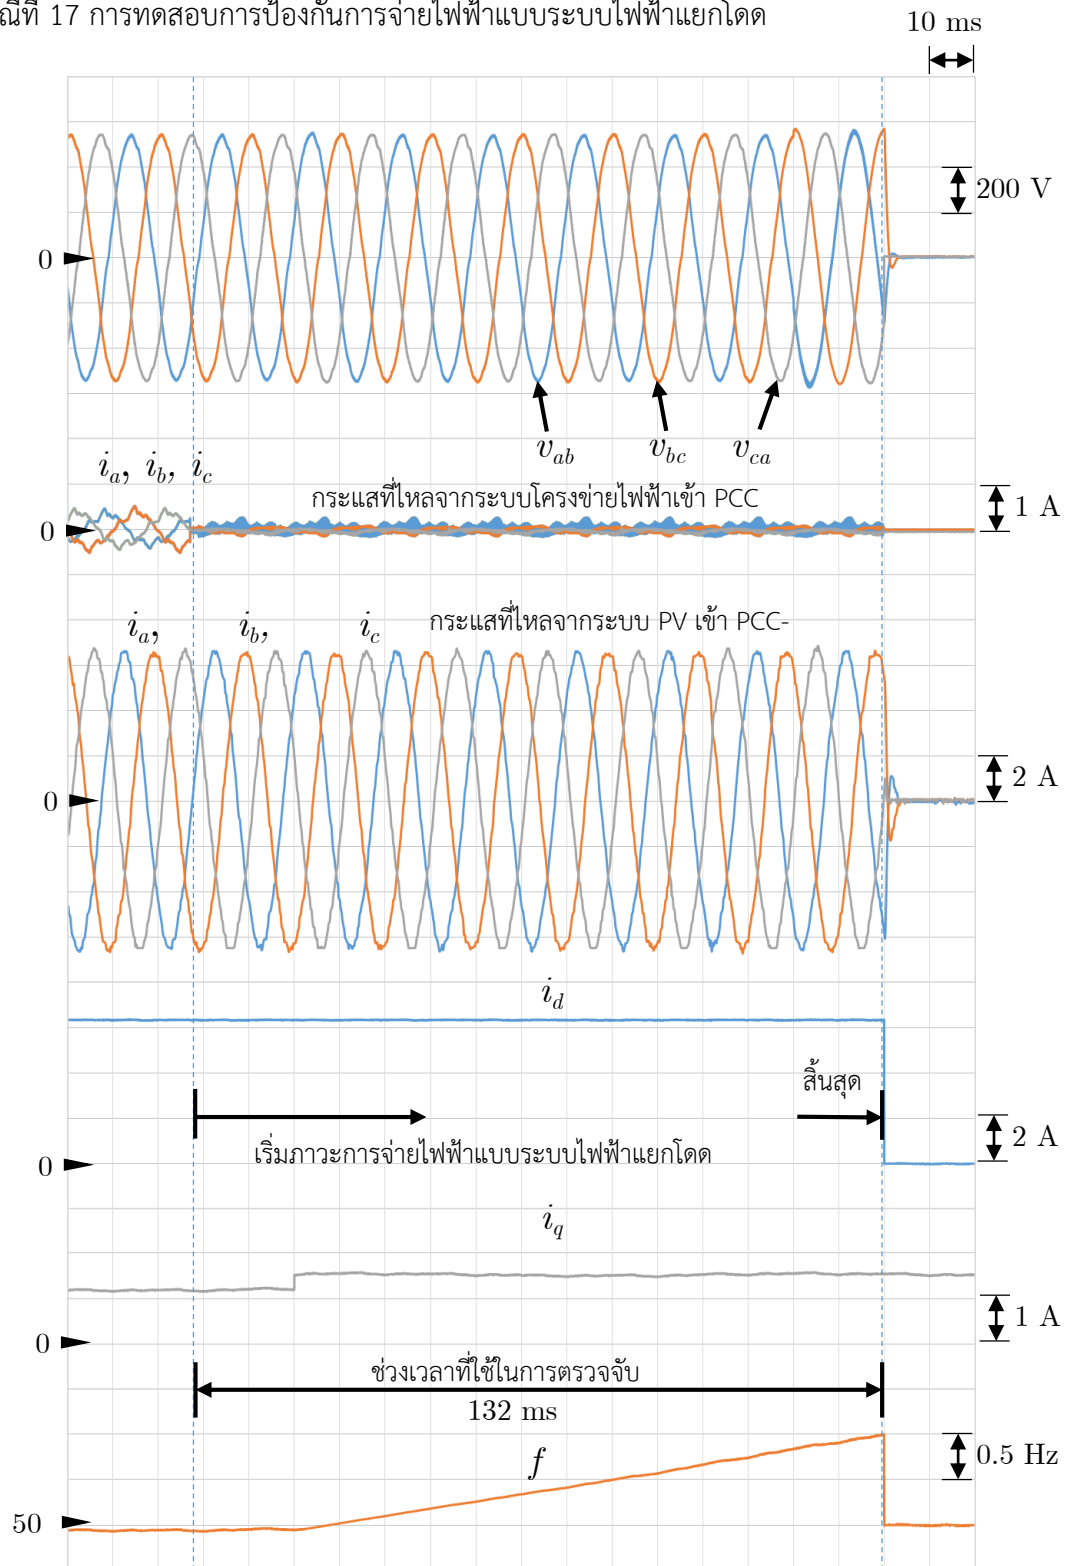 ณีที่ 17 การทดสอบการป้องกันการจ่ายไฟฟ้าแบบระบบไฟฟ้าแยกโดด
10 ms
200 V
0
v_ab
v_bc
v_ca
i_a, i_b, i_c
กระแสที่ไหลจากระบบโครงข่ายไฟฟ้าเข้า PCC
1 A
0
i_a, i_b, i_c
กระแสที่ไหลจากระบบ PV เข้า PCC-
2 A
0
i_d
สิ้นสุด
2 A
เริ่มภาวะการจ่ายไฟฟ้าแบบระบบไฟฟ้าแยกโดด
0
i_q
1 A
0
ช่วงเวลาที่ใช้ในการตรวจจับ
132 ms
f
0.5 Hz
50